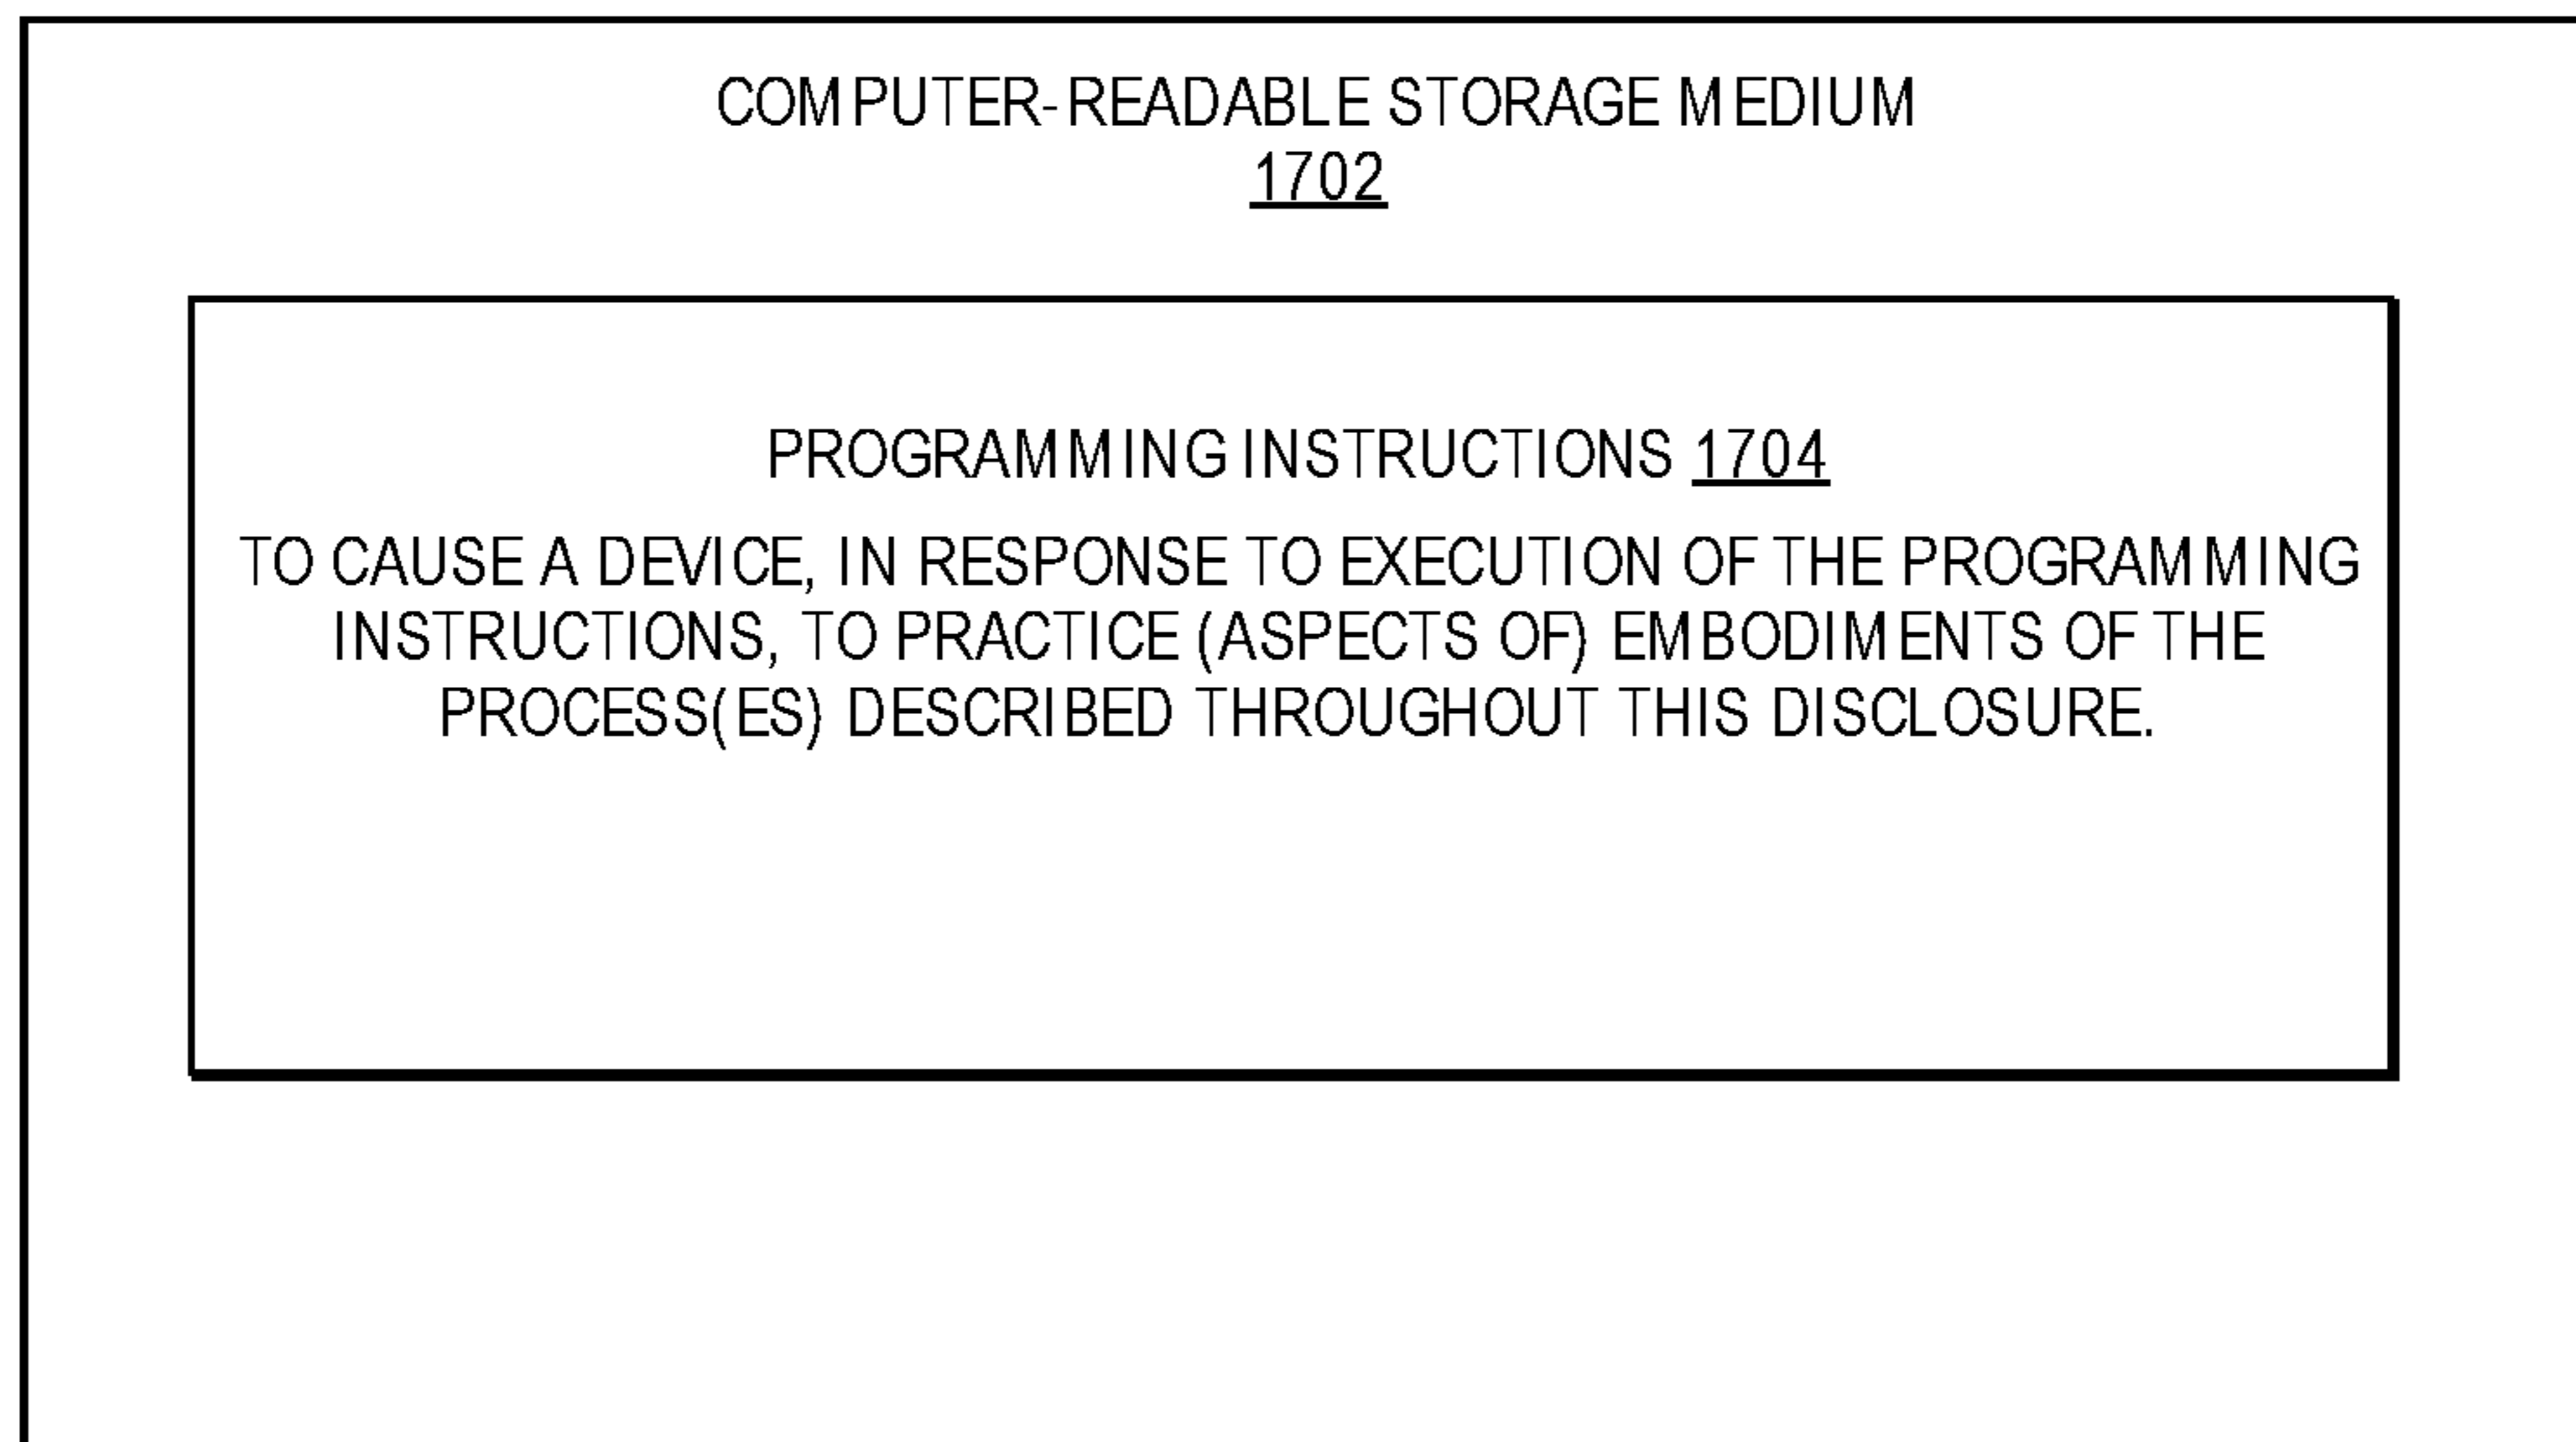 COMPUTER-READABLE STORAGE MEDIUM
1702
PROGRAMMING INSTRUCTIONS 1704
TO CAUSE A DEVICE, IN RESPONSE TO EXECUTION OF THE PROGRAMMING
INSTRUCTIONS, TO PRACTICE (ASPECTS OF) EMBODIMENTS OF THE
PROCESS(ES) DESCRIBED THROUGHOUT THIS DISCLOSURE.